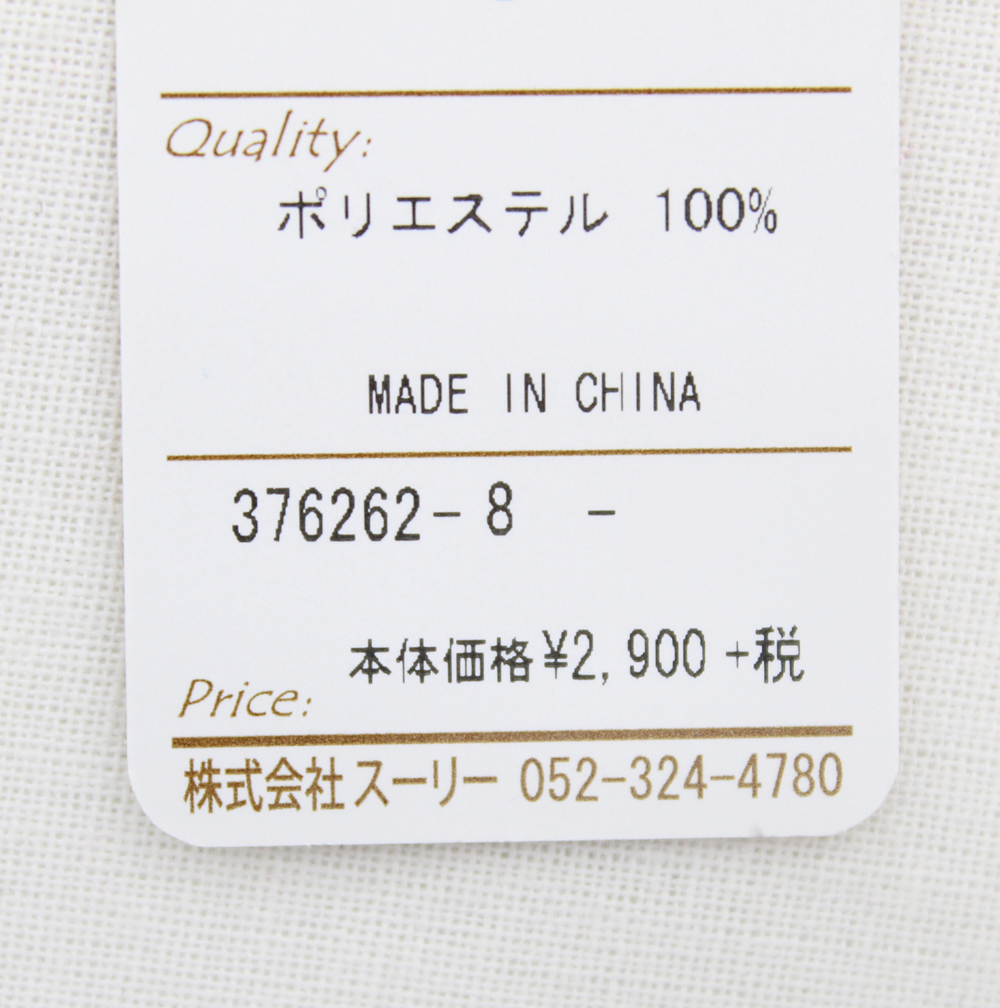 Quality:
ポリエステル 100%
MADE IN CHINA
376262-8 -
本体価格¥2,900+税
Price:
株式会社スーリー 052-324-4780